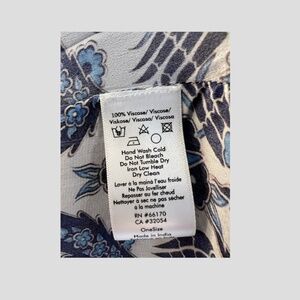 100% Viscose/Viscose/
Viskose/Viscosa/Viscosa
Hand Wash Cold
Do Not Bleach
Do Not Tumble Dry
Iron Low Heat
Dry Clean
Laver à la mainà l'eau froide
Ne Pas Javelliser
Repasser au fer chaud
Nettoyer à sec ne pas sécher
à la machine
RN #66170
CA #32054
OneSize
Made in India